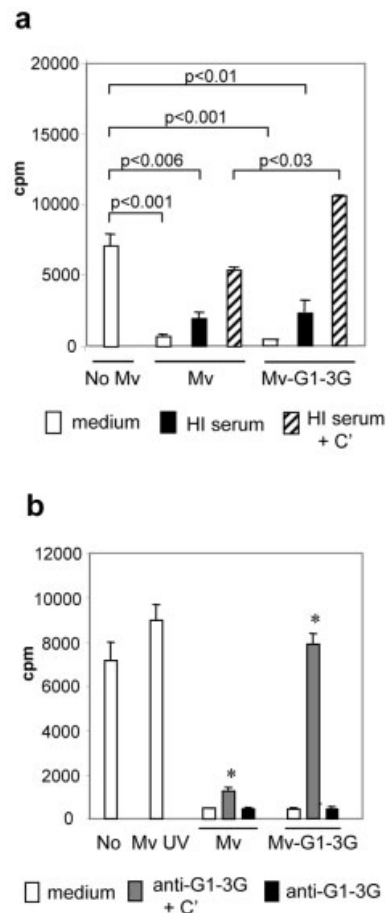 a
20000
15000
10000
5000
0
cpm
p<0.01
p<0.001
p<0.006
p<0.03
p<0.001
No Mv Mv Mv-G1-3G
medium HI serum HI serum
+ C'
b
12000
10000
8000
6000
4000
2000
0
cpm
*
*
No Mv UV Mv Mv-G1-3G
medium anti-G1-3G anti-G1-3G
+ C'